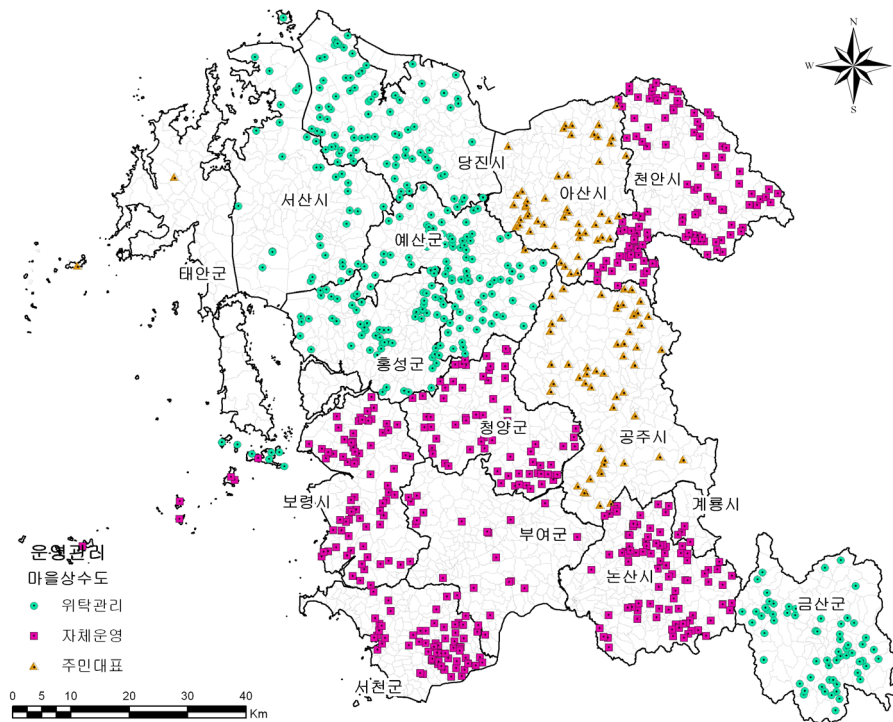 N
W
E
S
당진시
서산시
아산시
천안시
예산군
태안군
홍성군
청양군
공주시
보령시
부여군
계룡시
논산시
금산군
서천군
운영관리
마을상수도
위탁관리
자체운영
주민대표
0 5 10 20 30 40
Km